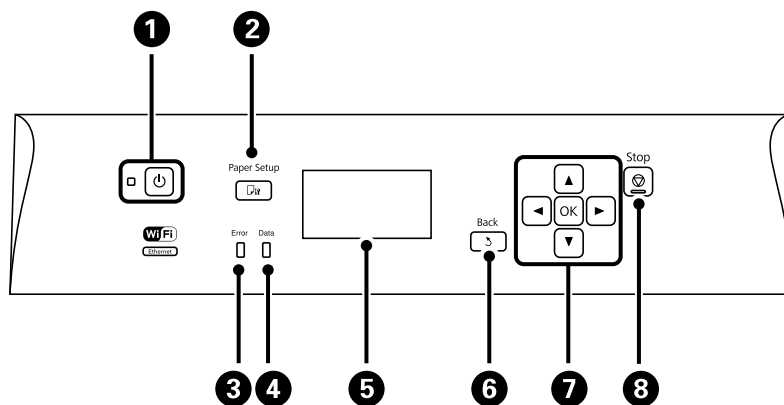 1 2
Paper Setup
Stop
OK
Back
WiFi
Ethernet
Error Data
3 4 5 6 7 8